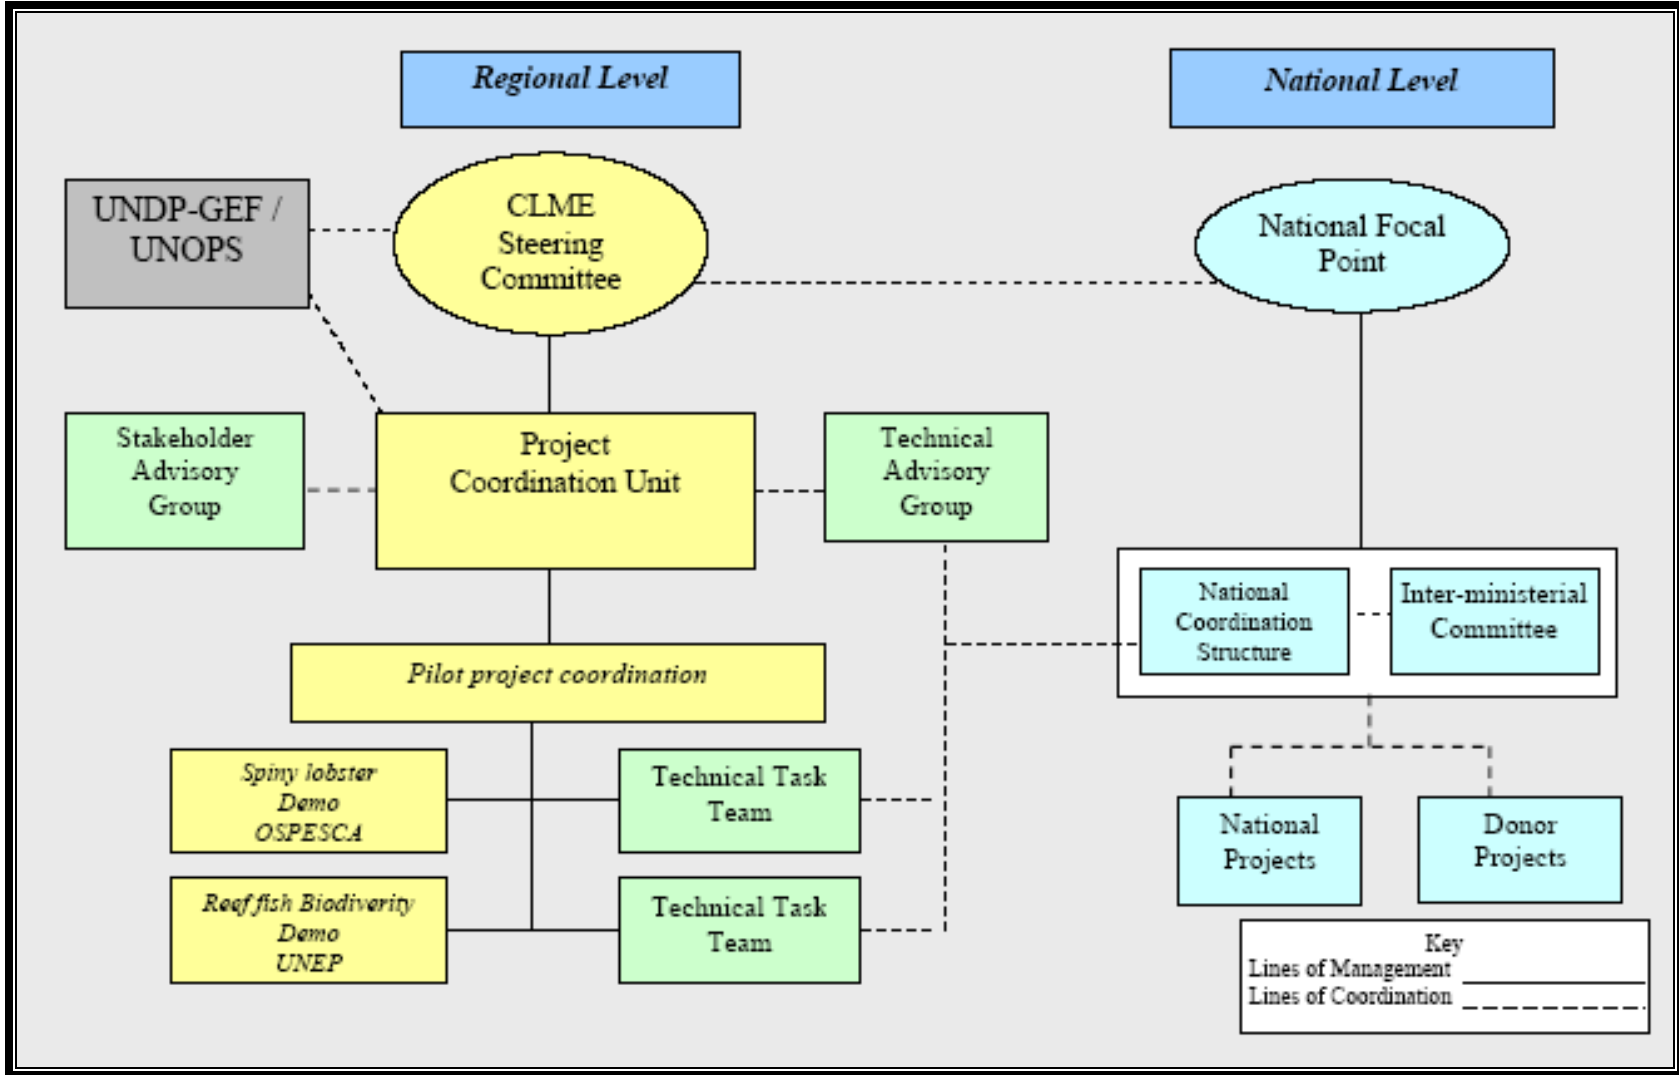 Regional Level
National Level
UNDP-GEF /
UNOPS
CLME
Steering
Committee
National Focal
Point
Stakeholder
Advisory
Group
Project
Coordination Unit
Technical
Advisory
Group
National
Coordination
Structure
Inter-ministerial
Committee
Pilot project coordination
Spiny lobster
Demo
OSPESCA
Technical Task
Team
National
Projects
Donor
Projects
Reef fish Biodiverity
Demo
UNEP
Technical Task
Team
Key
Lines of Management
Lines of Coordination